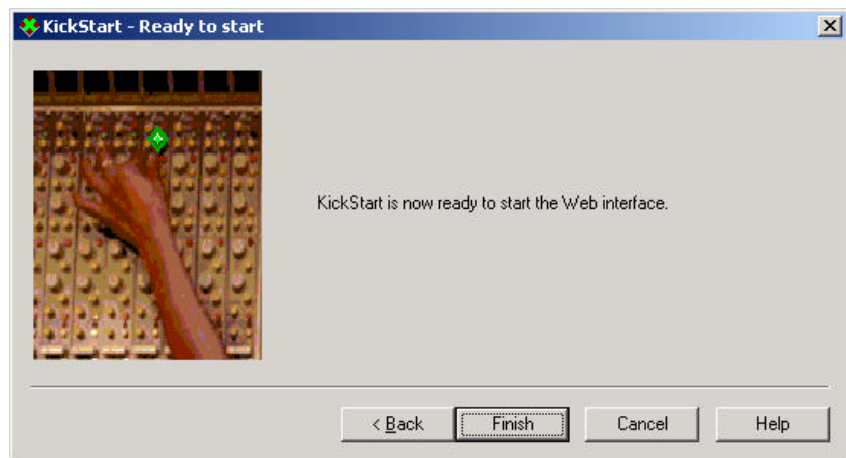 KickStart - Ready to start
KickStart is now ready to start the Web interface.
< Back
Finish
Cancel
Help